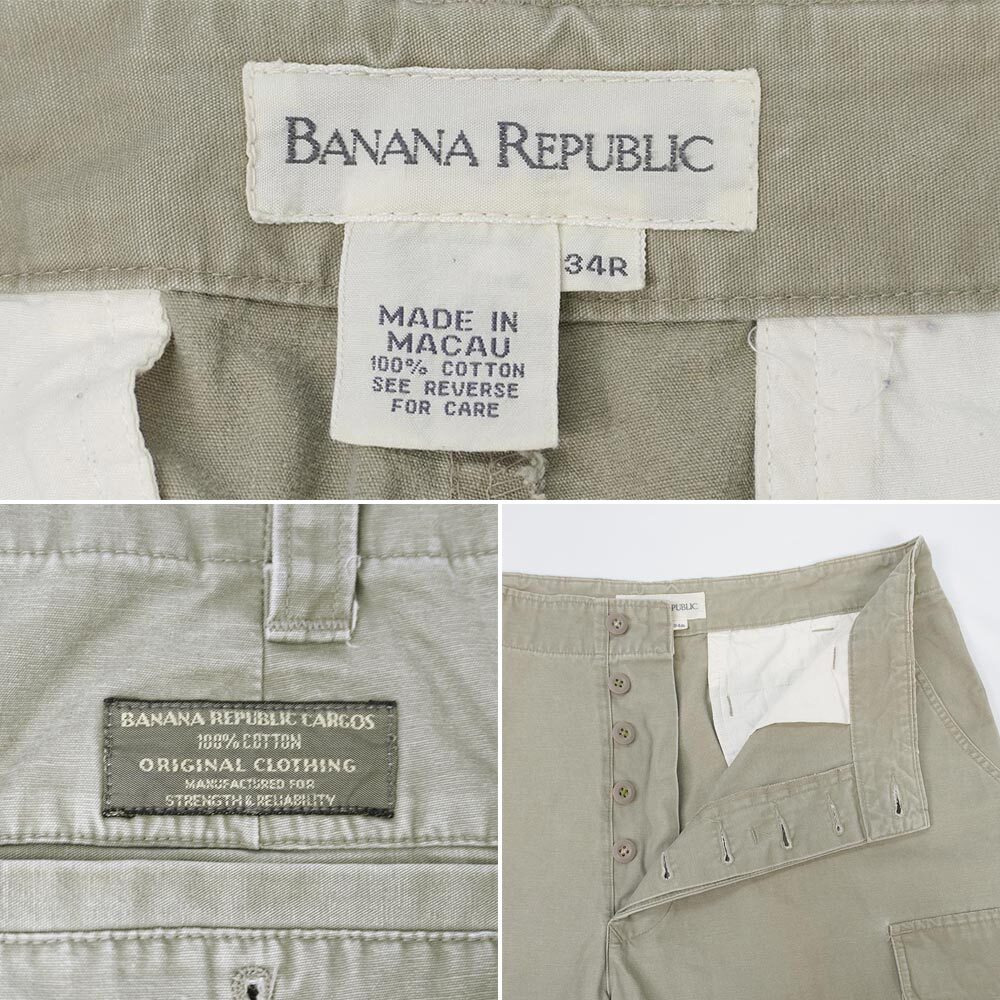 BANANA REPUBLIC
34R
MADE IN
MACAU
100% COTTON
SEE REVERSE
FOR CARE
BANANA REPUBLIC CARGOS
100% COTTON
ORIGINAL CLOTHING
MANUFACTURED FOR
STRENGTH & RELIABILITY
PUBLIC